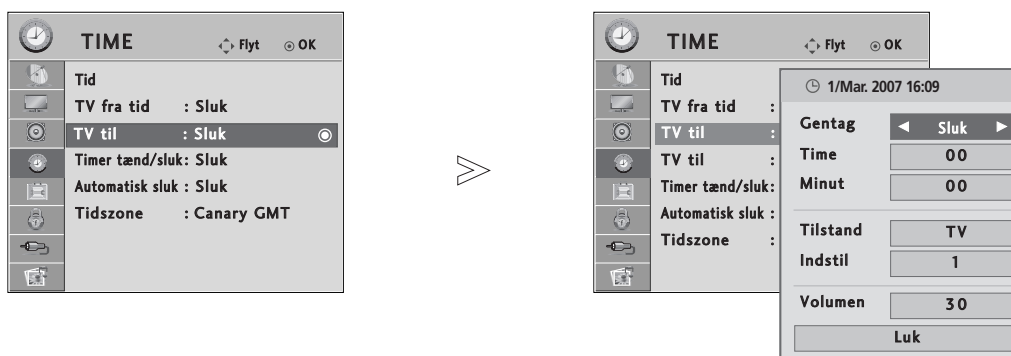 TIME Flyt OK
Tid
TV fra tid : Sluk
TV til : Sluk
Timer tænd/sluk: Sluk
Automatisk sluk : Sluk
Tidszone : Canary GMT
TIME Flyt OK
Tid
TV fra tid :
TV til :
TV til :
Timer tænd/sluk:
Automatisk sluk :
Tidszone :
1/Mar. 2007 16:09
Gentag ◄ Sluk ►
Time 00
Minut 00
Tilstand TV
Indstil 1
Volumen 30
Luk